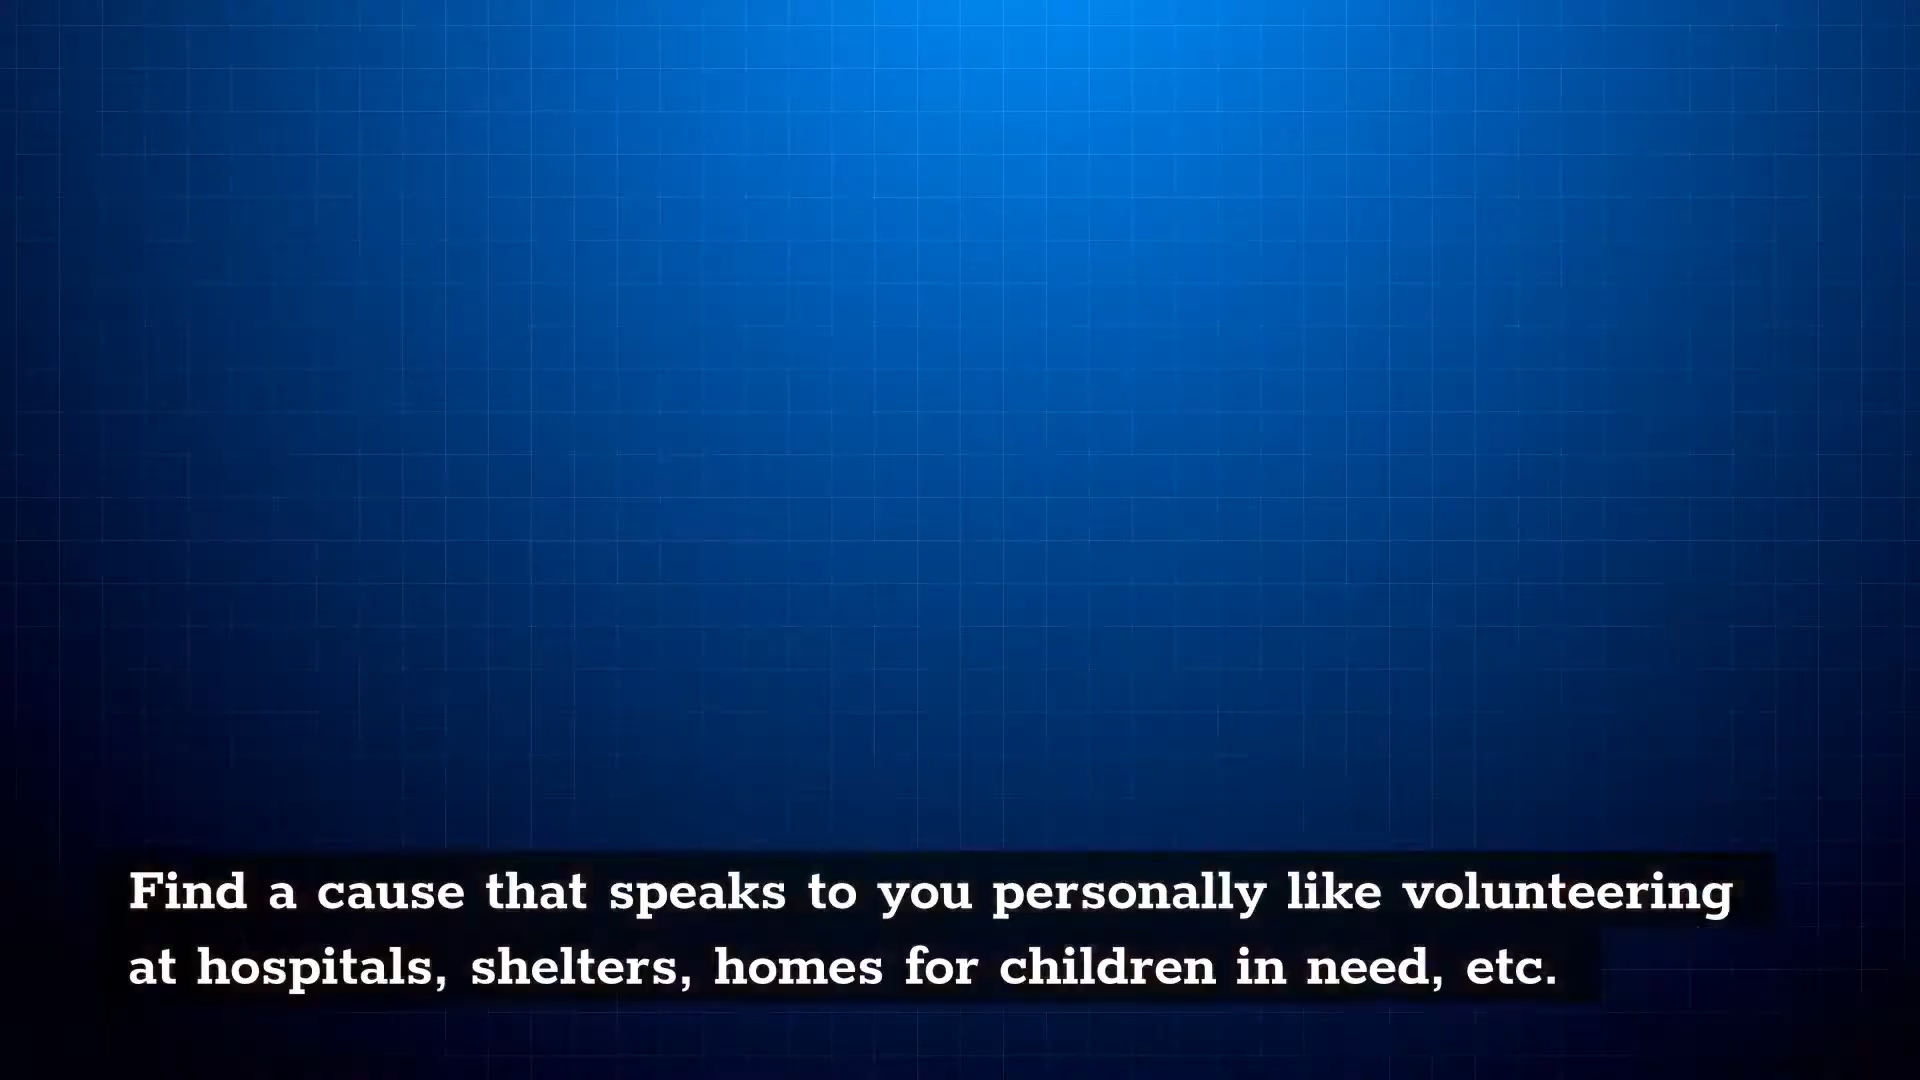 Find a cause that speaks to you personally like volunteering
at hospitals, shelters, homes for children in need, etc.